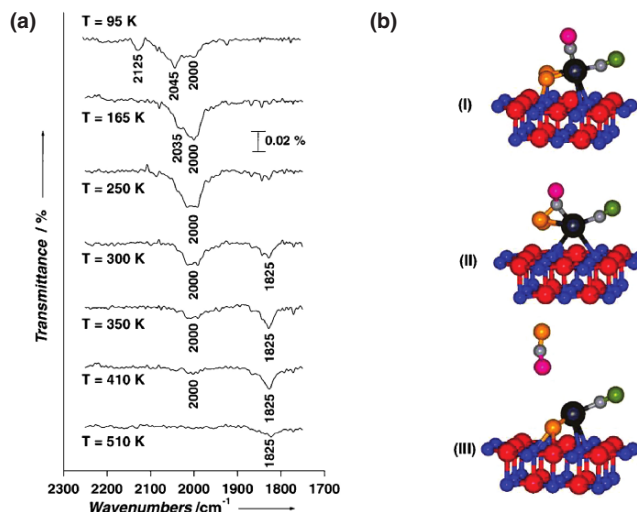 (a)
T = 95 K
2125
2045
2000
T = 165 K
2035
2000
0.02 %
T = 250 K
2000
T = 300 K
2000
1825
T = 350 K
2000
1825
T = 410 K
2000
1825
T = 510 K
1825
Transmittance / %
2300 2200 2100 2000 1900 1800 1700
Wavenumbers /cm⁻¹
(b)
(I)
(II)
(III)